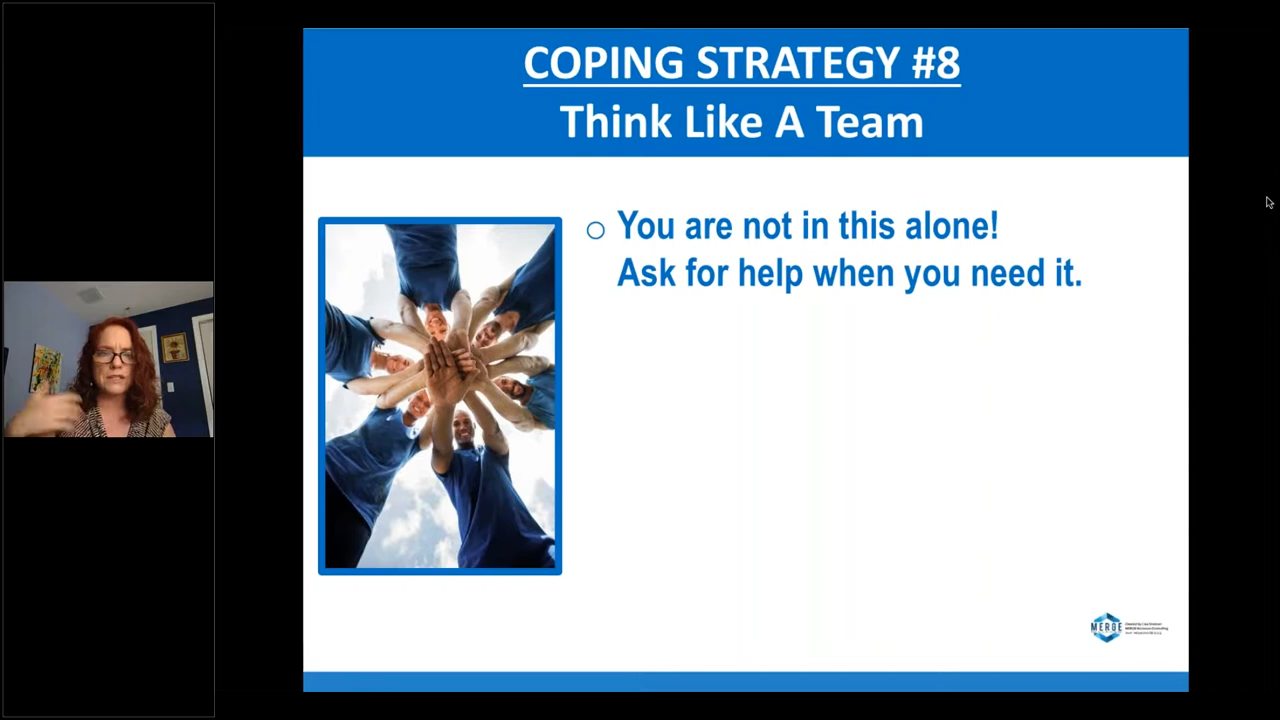 COPING STRATEGY #8
Think Like A Team
You are not in this alone!
Ask for help when you need it.
MERGE